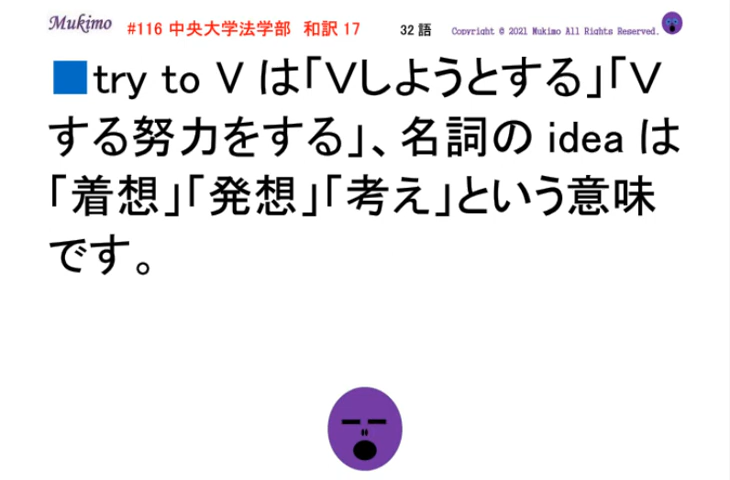 Mukimo #116 中央大学法学部 和訳 17 32 語 Copyright © 2021 Mukimo All Rights Reserved.
■try to V は｢Vしようとする｣｢V
する努力をする｣、名詞の idea は
｢着想｣｢発想｣｢考え｣という意味
です。